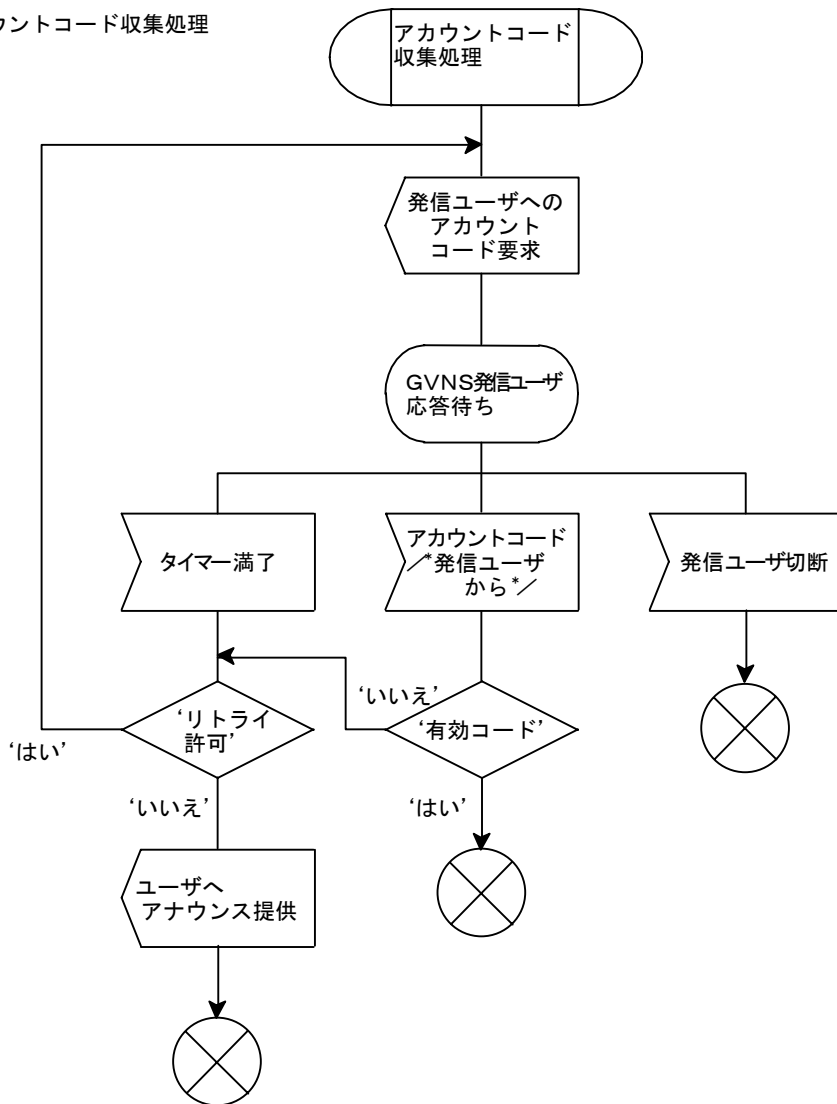 ウントコード収集処理
アカウントコード
収集処理
発信ユーザへの
アカウント
コード要求
GVNS発信ユーザ
応答待ち
タイマー満了
アカウントコード
／*発信ユーザ
から*／
発信ユーザ切断
‘リトライ
許可’
‘はい’
‘いいえ’
‘有効コード’
‘いいえ’
‘はい’
ユーザへ
アナウンス提供